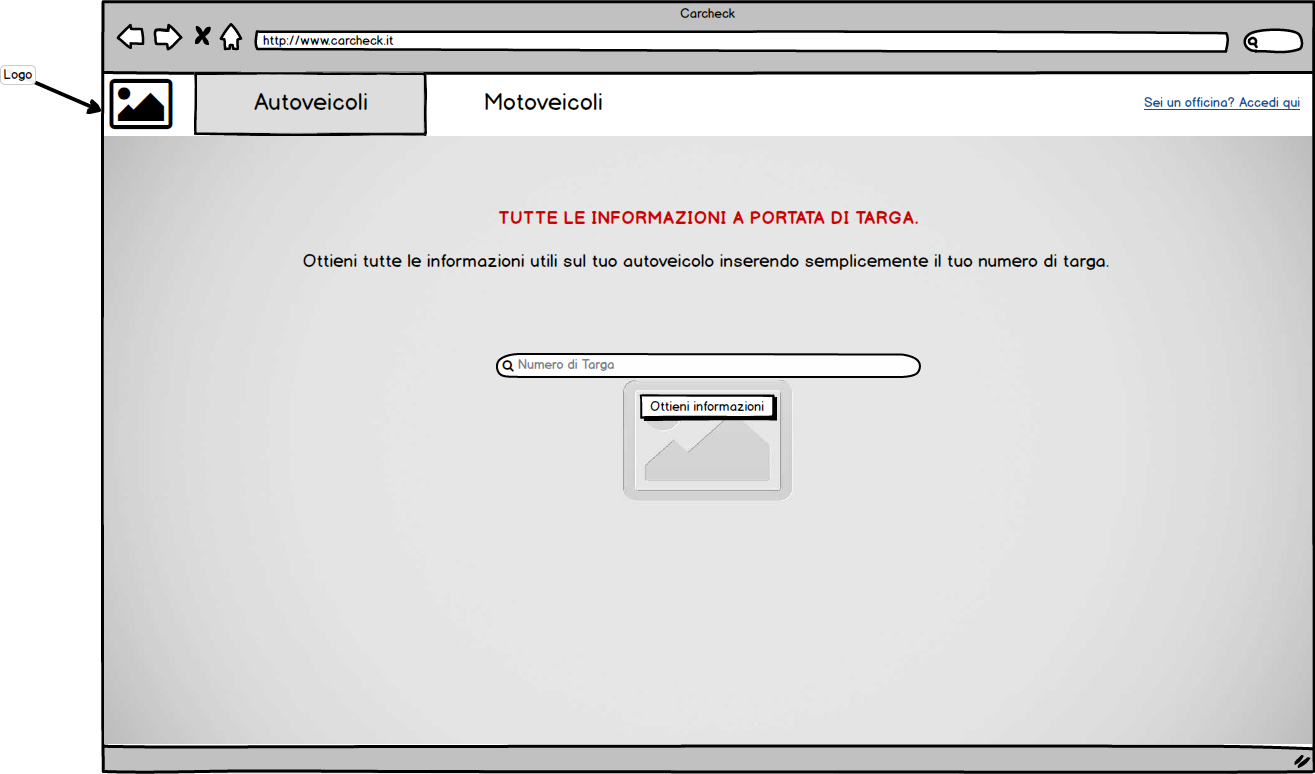 Carcheck
http://www.carcheck.it
Logo
Autoveicoli
Motoveicoli
Sei un officina? Accedi qui
TUTTE LE INFORMAZIONI A PORTATA DI TARGA.
Ottieni tutte le informazioni utili sul tuo autoveicolo inserendo semplicemente il tuo numero di targa.
Numero di Targa
Ottieni informazioni